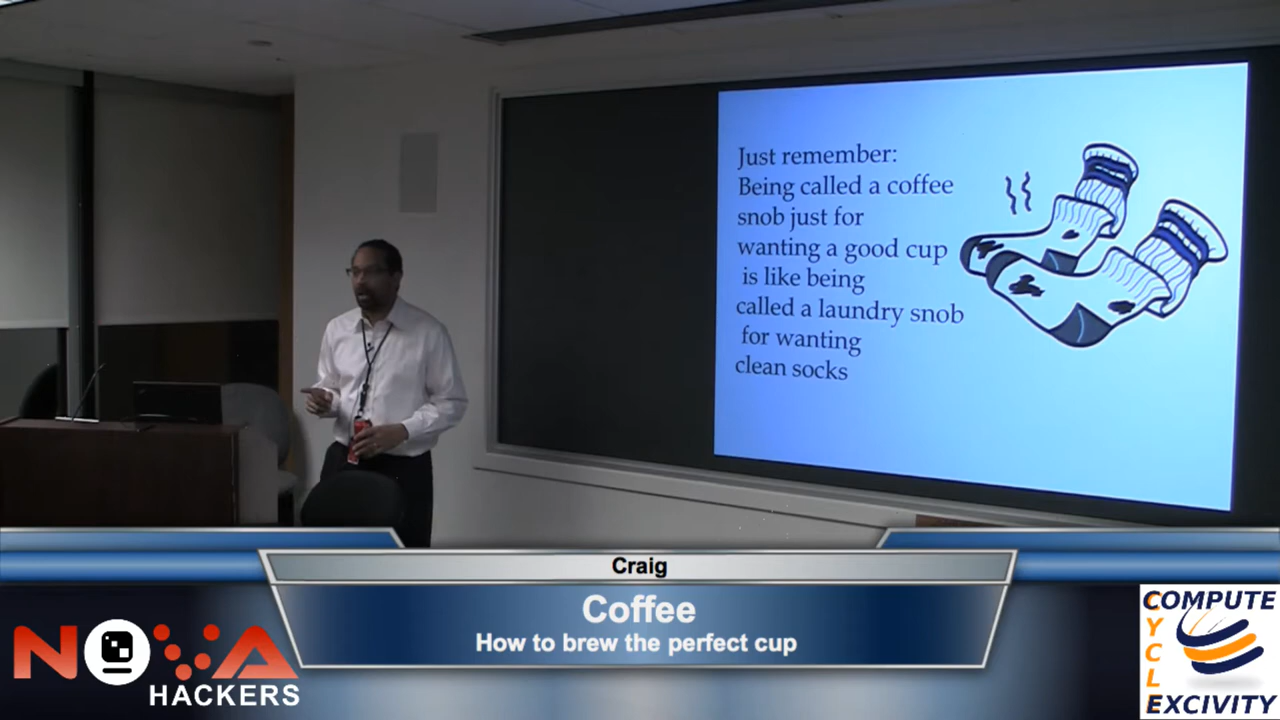 Just remember:
Being called a coffee
snob just for
wanting a good cup
is like being
called a laundry snob
for wanting
clean socks
Craig
Coffee
How to brew the perfect cup
NOVA
HACKERS
COMPUTE
CYCLE
EXCIVITY